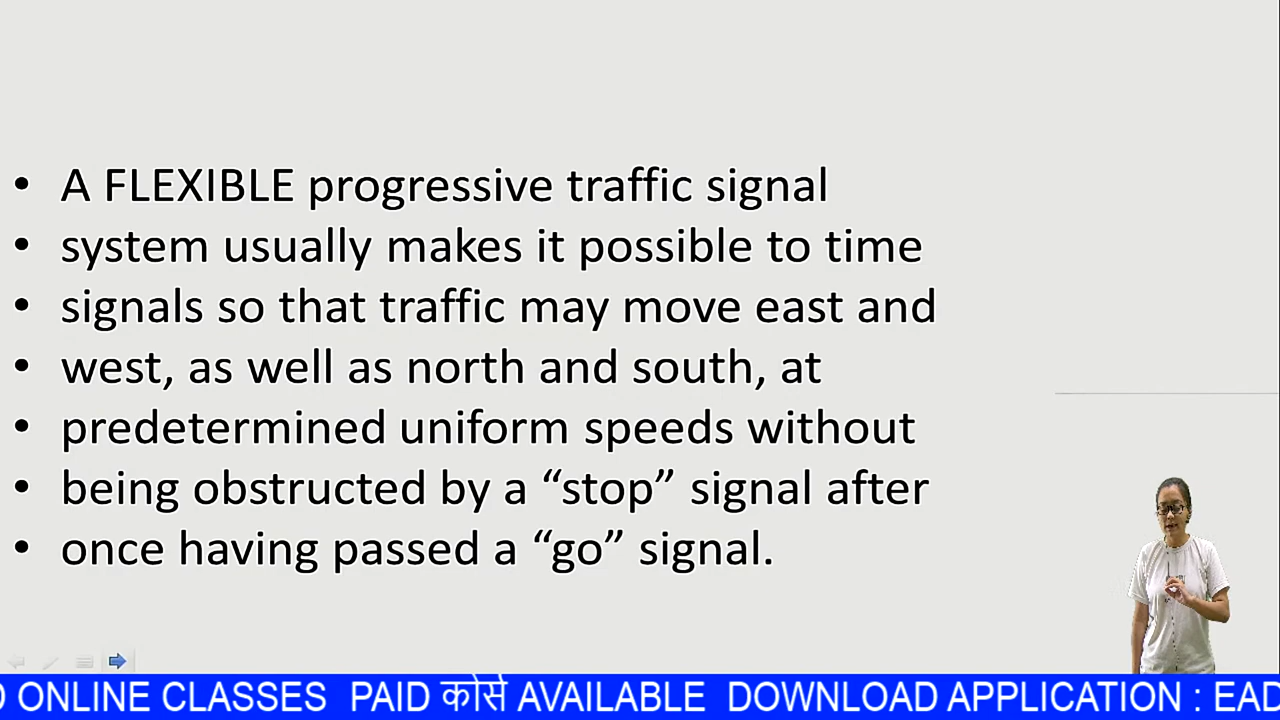 • A FLEXIBLE progressive traffic signal
• system usually makes it possible to time
• signals so that traffic may move east and
• west, as well as north and south, at
• predetermined uniform speeds without
• being obstructed by a “stop” signal after
• once having passed a “go” signal.
ONLINE CLASSES PAID कोर्स AVAILABLE DOWNLOAD APPLICATION : EAD